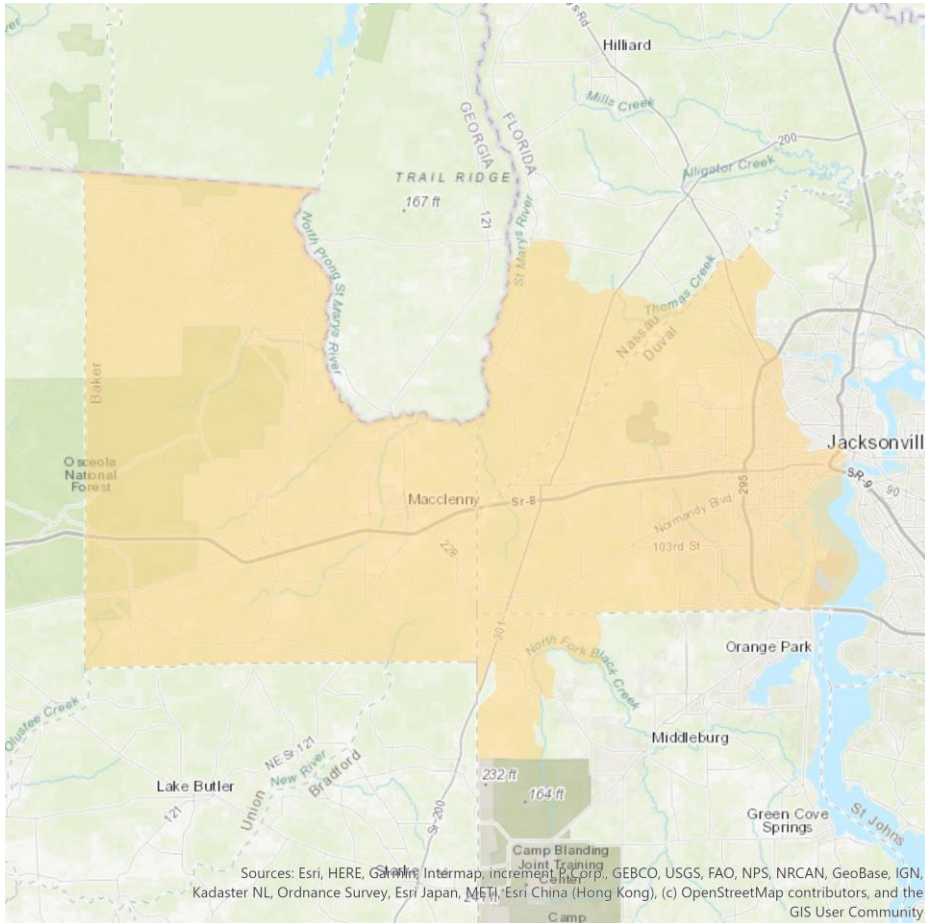 Hilliard
Mills Creek
200
GEORGIA
FLORIDA
Alligator Creek
TRAIL RIDGE
167 ft
121
North Prong St Marys River
St Marys River
Thomas Creek
Nassau
Duval
Baker
Jacksonvill
Osceola
National
Forest
SR-9
90
Macclenny
Sr-8
295
Normandy Blvd
228
103rd St
301
North Fork Black Creek
Orange Park
Olustee Creek
Middleburg
NE Sr-121
New River
Bradford
232 ft
Lake Butler
164 ft
121
Union
Sr-200
Green Cove
Springs
St Johns
Camp Blanding
Joint Training
Center
Sources: Esri, HERE, Garmin, Intermap, increment P Corp., GEBCO, USGS, FAO, NPS, NRCAN, GeoBase, IGN,
Kadaster NL, Ordnance Survey, Esri Japan, METI, Esri China (Hong Kong), (c) OpenStreetMap contributors, and the
GIS User Community
Camp